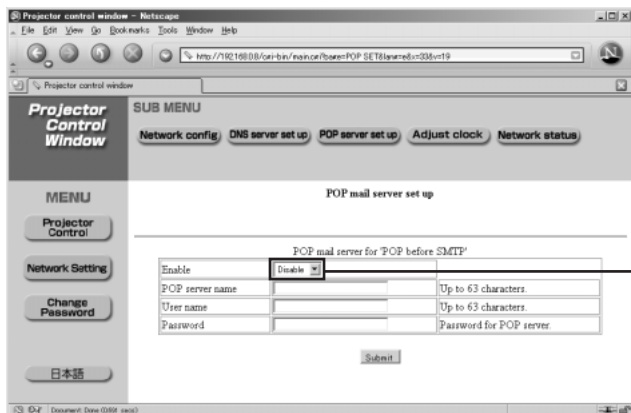 Projector control window - Netscape
File Edit View Go Bookmarks Tools Window Help
Projector control window
Projector
Control
Window
SUB MENU
Network config DNS server set up POP server set up Adjust clock Network status
MENU
Projector
Control
Network Setting
Change
Password
日本語
POP mail server set up
POP mail server for 'POP before SMTP'
Enable Disable
POP server name Up to 63 characters.
User name Up to 63 characters.
Password Password for POP server.
Submit
Document: Done